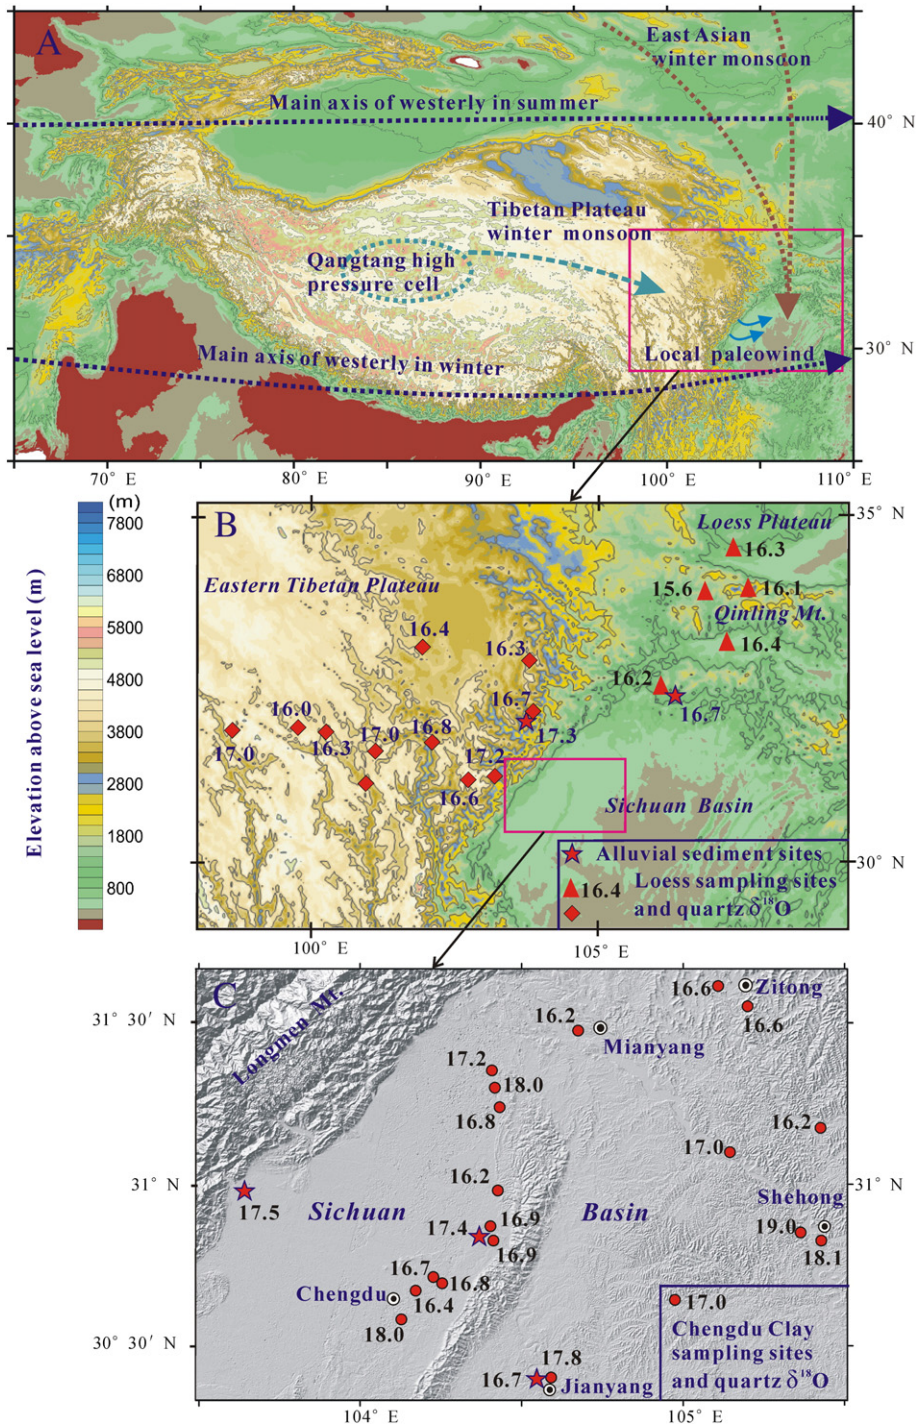 A
East Asian
winter monsoon
Main axis of westerly in summer
40° N
Tibetan Plateau
winter monsoon
Qangtang high
pressure cell
30° N
Main axis of westerly in winter
Local paleowind
70° E
80° E
90° E
100° E
110° E
(m)
7800
6800
5800
4800
3800
2800
1800
800
Elevation above sea level (m)
B
35° N
Loess Plateau
16.3
Eastern Tibetan Plateau
15.6
16.1
Qinling Mt.
16.4
16.4
16.3
16.2
16.7
16.7
17.3
16.0
17.0
16.3
17.0
16.8
17.2
16.6
Sichuan Basin
30° N
Alluvial sediment sites
16.4
Loess sampling sites
and quartz δ¹⁸O
100° E
105° E
C
Longmen Mt.
16.6
Zitong
31° 30′ N
16.2
16.6
Mianyang
17.2
18.0
16.8
16.2
17.0
16.2
31° N
31° N
17.5
Sichuan
Basin
Shehong
17.4
16.9
19.0
16.9
18.1
16.7
16.8
Chengdu
16.4
18.0
17.0
Chengdu Clay
sampling sites
and quartz δ¹⁸O
30° 30′ N
17.8
16.7
Jianyang
104° E
105° E